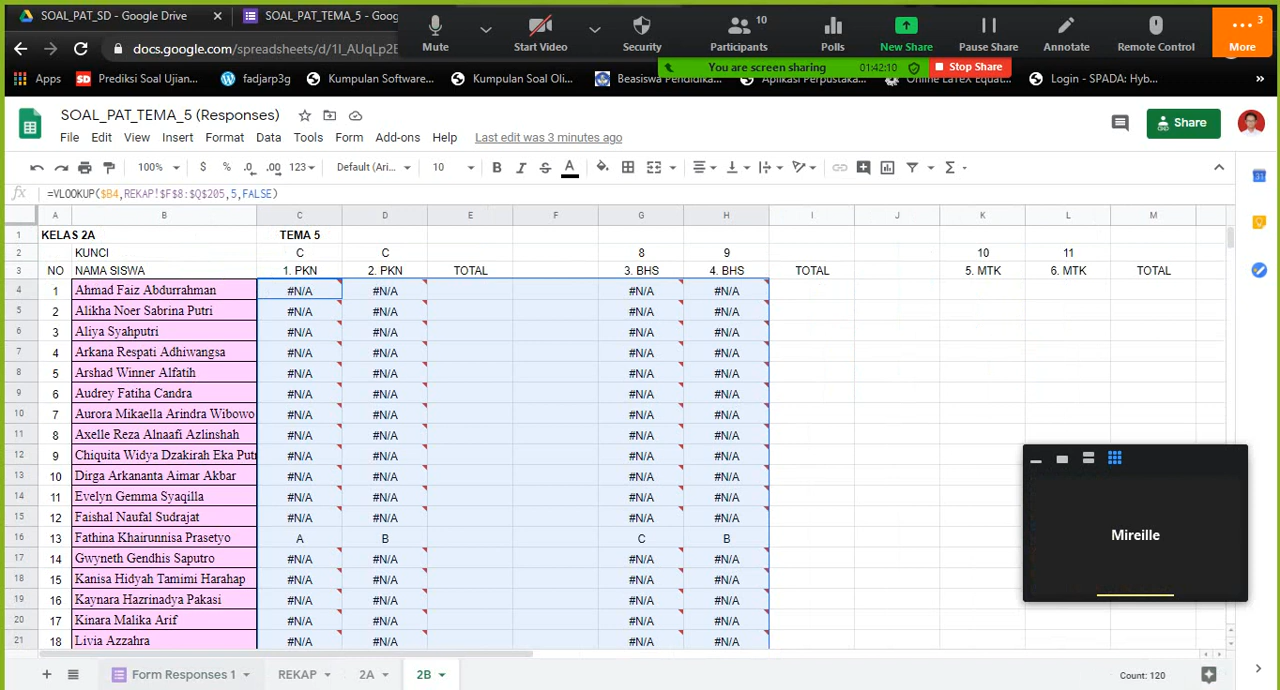 SOAL_PAT_SD - Google Drive
SOAL_PAT_TEMA_5 - Goog
Mute
Start Video
Security
Participants 10
Polls
New Share
Pause Share
Annotate
Remote Control
More 3
docs.google.com/spreadsheets/d/1I_AUqLp2E
You are screen sharing 01:42:10 Stop Share
Apps
Prediksi Soal Ujian...
fadjarp3g
Kumpulan Software...
Kumpulan Soal Oli...
Beasiswa Pendidika...
Aplikasi Perpustaka...
Online LaTeX Equat...
Login - SPADA: Hyb...
SOAL_PAT_TEMA_5 (Responses)
File Edit View Insert Format Data Tools Form Add-ons Help Last edit was 3 minutes ago
Share
100% $ % .0 .00 123 Default (Ari... 10 B I S A
fx =VLOOKUP($B4,REKAP!$F$8:$Q$205,5,FALSE)
A B C D E F G H I J K L M
1 KELAS 2A TEMA 5
2 KUNCI C C 8 9 10 11
3 NO NAMA SISWA 1. PKN 2. PKN TOTAL 3. BHS 4. BHS TOTAL 5. MTK 6. MTK TOTAL
4 1 Ahmad Faiz Abdurrahman #N/A #N/A #N/A #N/A
5 2 Alikha Noer Sabrina Putri #N/A #N/A #N/A #N/A
6 3 Aliya Syahputri #N/A #N/A #N/A #N/A
7 4 Arkana Respati Adhiwangsa #N/A #N/A #N/A #N/A
8 5 Arshad Winner Alfatih #N/A #N/A #N/A #N/A
9 6 Audrey Fatiha Candra #N/A #N/A #N/A #N/A
10 7 Aurora Mikaella Arindra Wibowo #N/A #N/A #N/A #N/A
11 8 Axelle Reza Alnaafi Azlinshah #N/A #N/A #N/A #N/A
12 9 Chiquita Widya Dzakirah Eka Putr #N/A #N/A #N/A #N/A
13 10 Dirga Arkananta Aimar Akbar #N/A #N/A #N/A #N/A
14 11 Evelyn Gemma Syaqilla #N/A #N/A #N/A #N/A
15 12 Faishal Naufal Sudrajat #N/A #N/A #N/A #N/A
16 13 Fathina Khairunnisa Prasetyo A B C B
17 14 Gwyneth Gendhis Saputro #N/A #N/A #N/A #N/A
18 15 Kanisa Hidyah Tamimi Harahap #N/A #N/A #N/A #N/A
19 16 Kaynara Hazrinadya Pakasi #N/A #N/A #N/A #N/A
20 17 Kinara Malika Arif #N/A #N/A #N/A #N/A
21 18 Livia Azzahra #N/A #N/A #N/A #N/A
Mireille
Form Responses 1 REKAP 2A 2B Count: 120